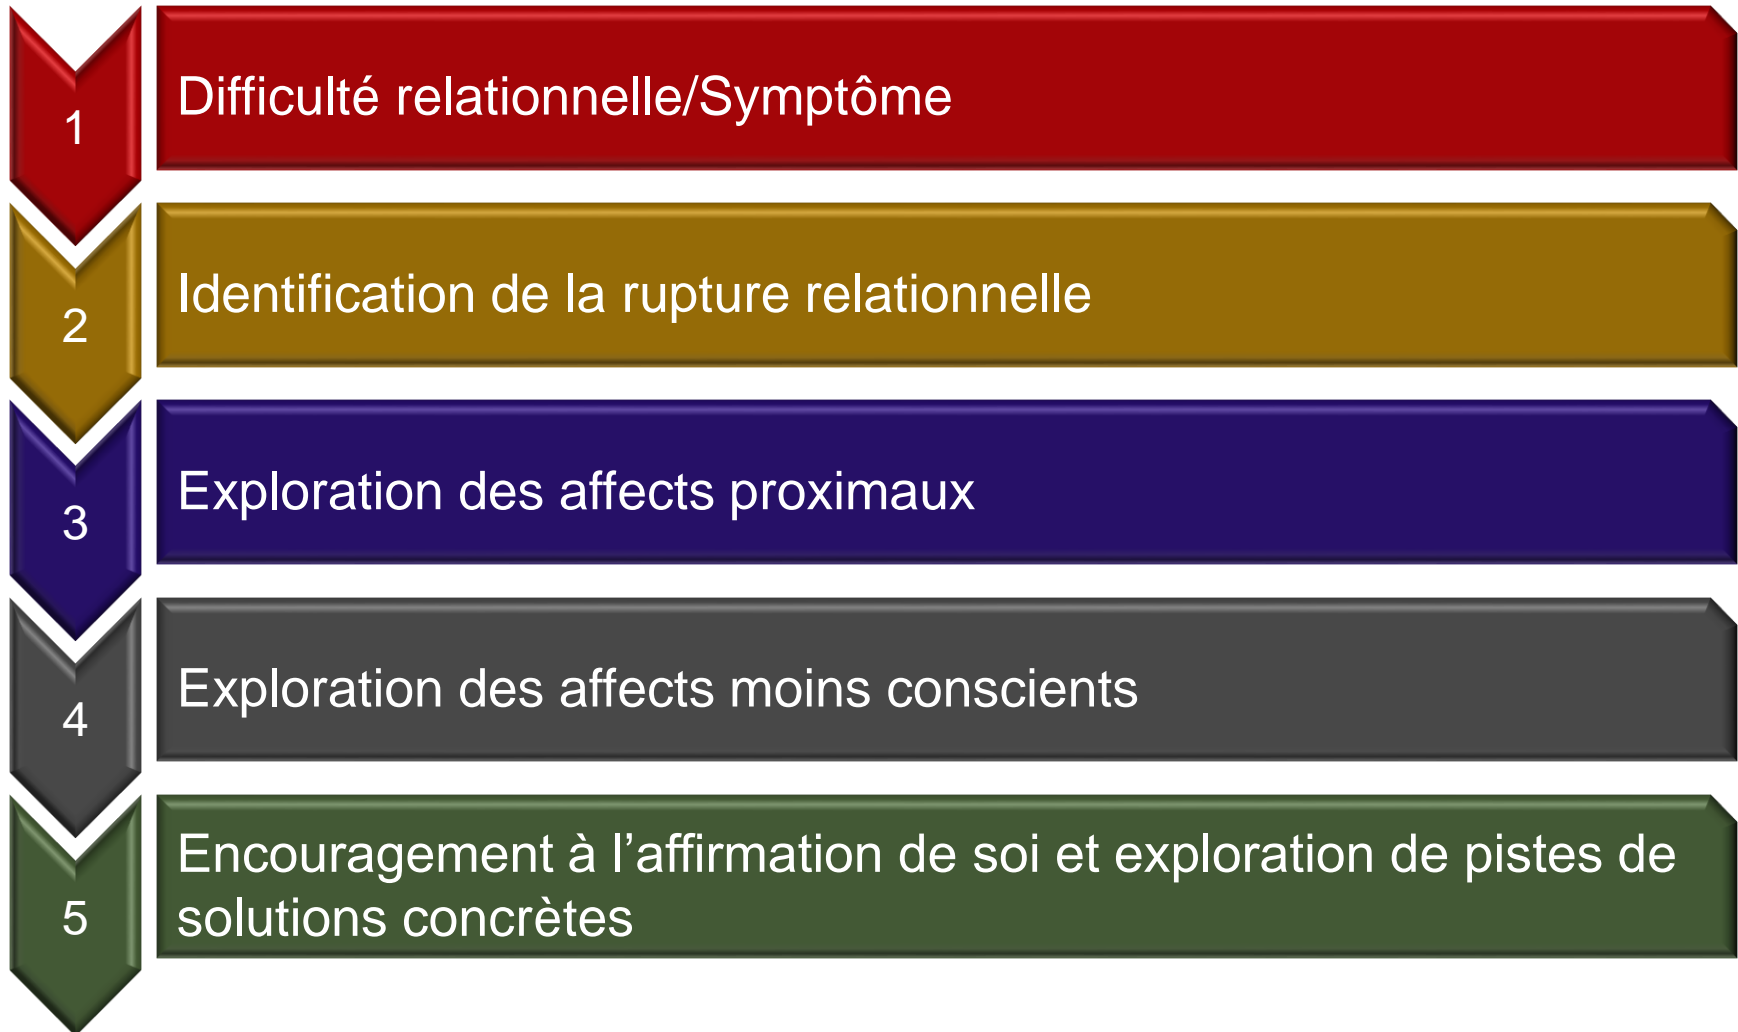 1
Difficulté relationnelle/Symptôme
2
Identification de la rupture relationnelle
3
Exploration des affects proximaux
4
Exploration des affects moins conscients
5
Encouragement à l’affirmation de soi et exploration de pistes de
solutions concrètes